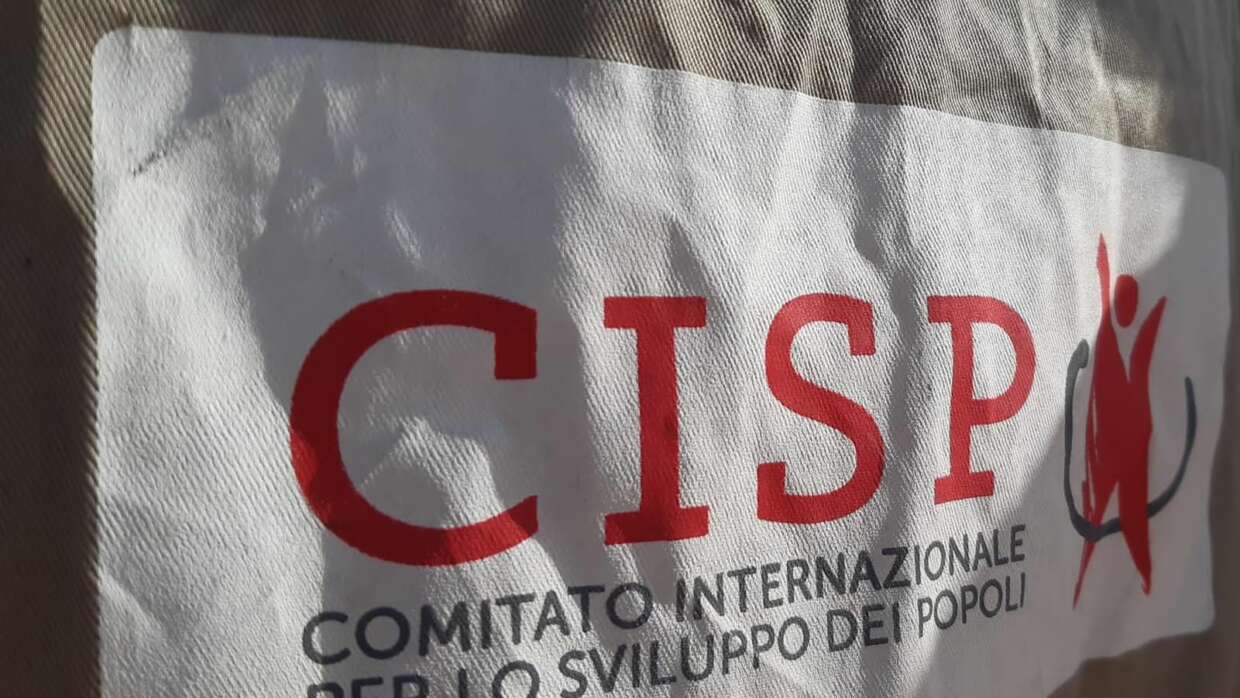 CISP
COMITATO INTERNAZIONALE
PER LO SVILUPPO DEI POPOLI